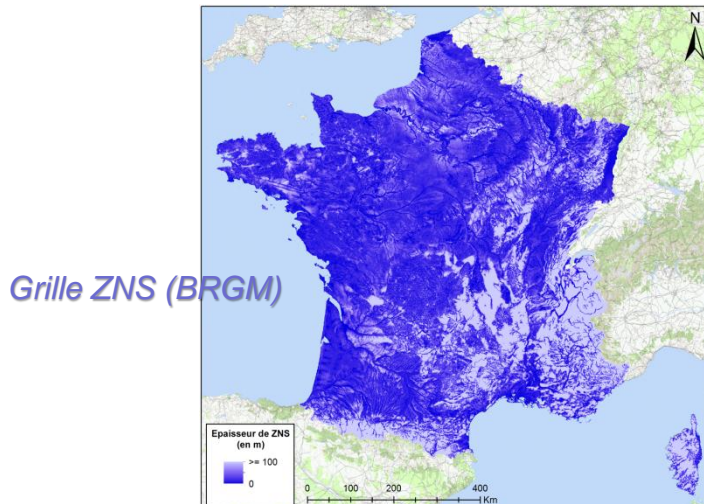 N
Grille ZNS (BRGM)
Epaisseur de ZNS
(en m)
>= 100
0
0 100 200 400
Km